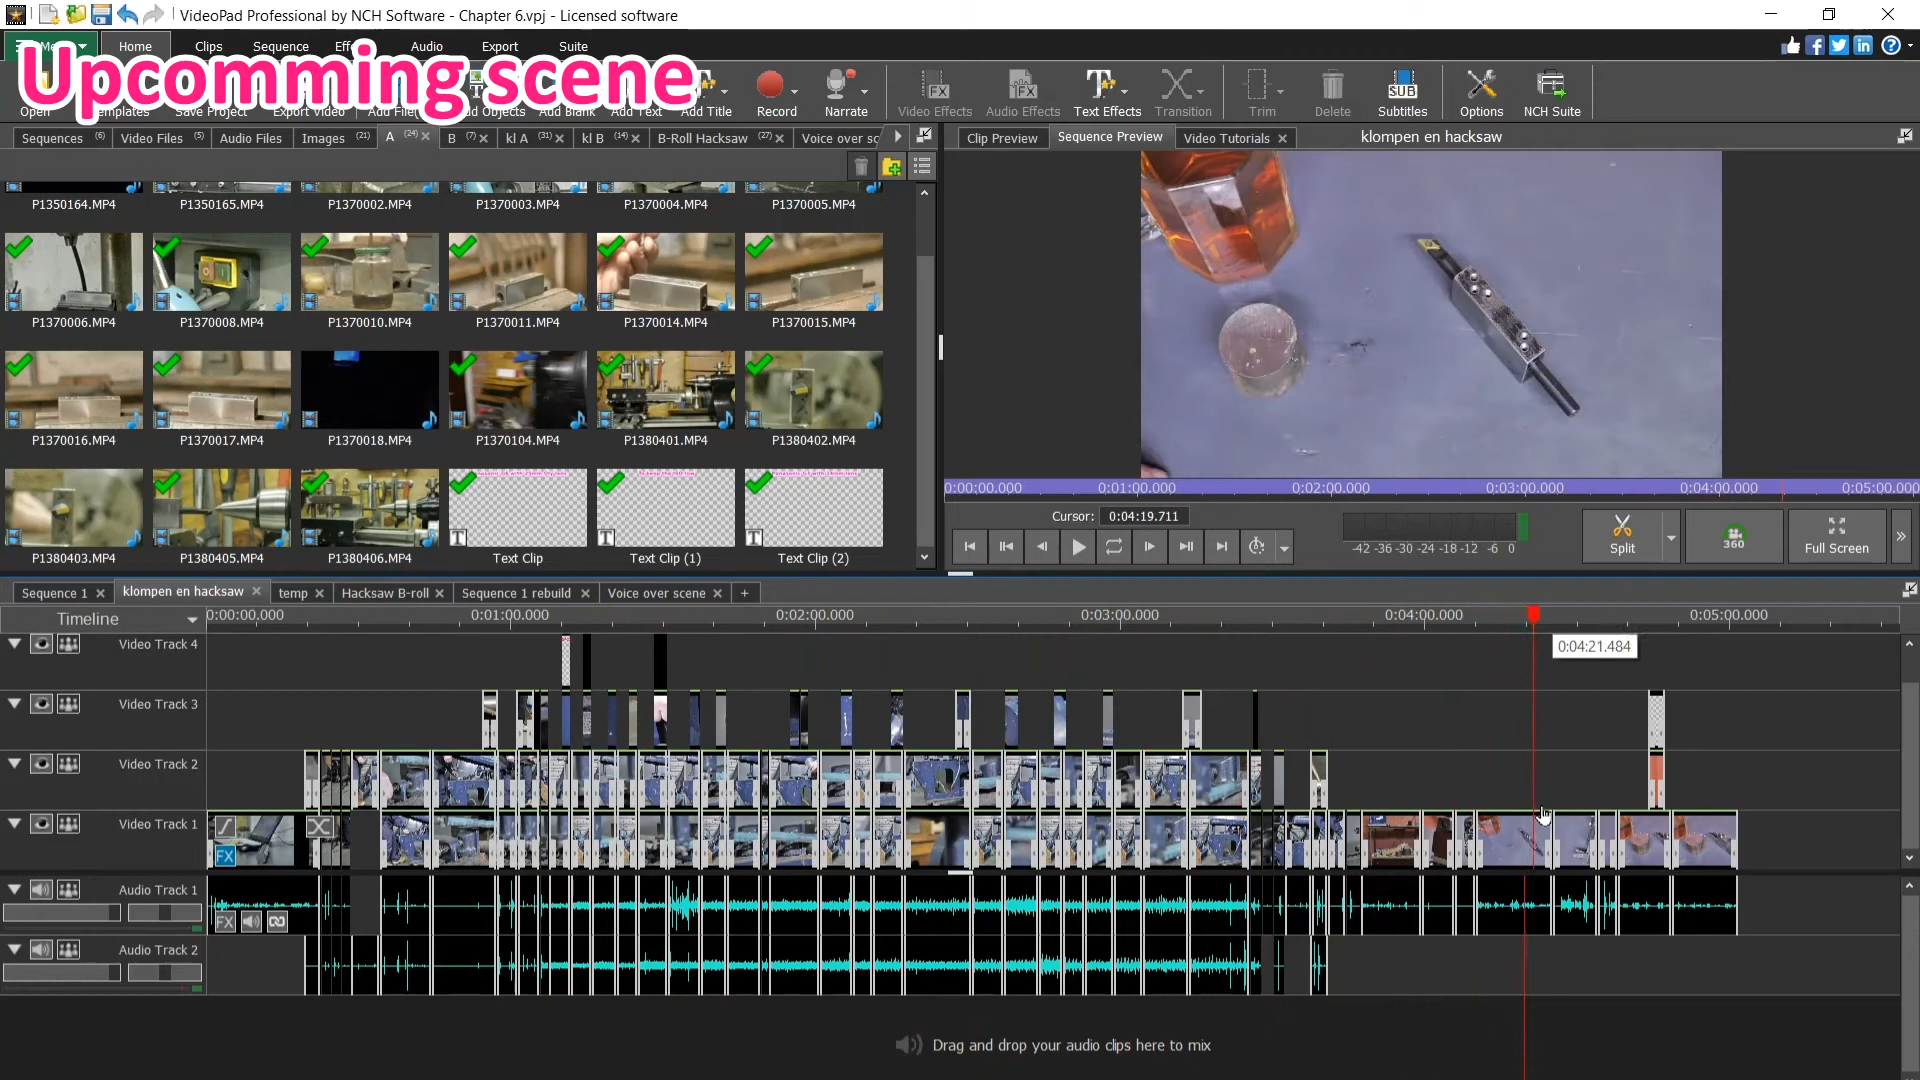 VideoPad Professional by NCH Software - Chapter 6.vpj - Licensed software
Home Clips Sequence Audio Export Suite
Upcomming scene
Open Save Project Export Video Add Objects Add Blank Add Text Add Title Record Narrate Video Effects Audio Effects Text Effects Transition Trim Delete Subtitles Options NCH Suite
FX FX SUB
Sequences (6) Video Files (5) Audio Files Images (21) A (24) B (7) kl A (31) kl B (14) B-Roll Hacksaw (27) Voice over sc
Clip Preview Sequence Preview Video Tutorials klompen en hacksaw
P1350164.MP4 P1350165.MP4 P1370002.MP4 P1370003.MP4 P1370004.MP4 P1370005.MP4
P1370006.MP4 P1370008.MP4 P1370010.MP4 P1370011.MP4 P1370014.MP4 P1370015.MP4
P1370016.MP4 P1370017.MP4 P1370018.MP4 P1370104.MP4 P1380401.MP4 P1380402.MP4
P1380403.MP4 P1380405.MP4 P1380406.MP4 Text Clip Text Clip (1) Text Clip (2)
0:00;00.000 0:01:00.000 0:02:00.000 0:03:00.000 0:04:00.000 0:05:00.000
Cursor: 0:04:19.711
-42 -36 -30 -24 -18 -12 -6 0
Split 360 Full Screen
Sequence 1 klompen en hacksaw temp Hacksaw B-roll Sequence 1 rebuild Voice over scene
Timeline 0:00:00.000 0:01:00.000 0:02:00.000 0:03:00.000 0:04:00.000 0:05:00.000
0:04:21.484
Video Track 4
Video Track 3
Video Track 2
Video Track 1
FX
Audio Track 1
FX
Audio Track 2
Drag and drop your audio clips here to mix